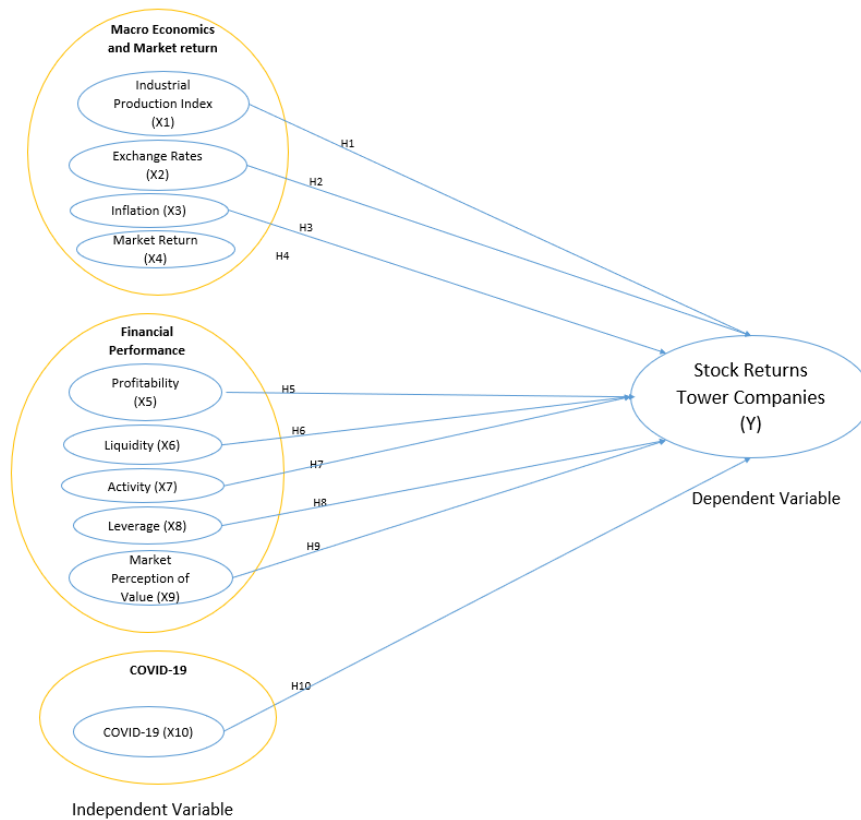 Macro Economics
and Market return
Industrial
Production Index
(X1)
Exchange Rates
(X2)
Inflation (X3)
Market Return
(X4)
H1
H2
H3
H4
Financial
Performance
Profitability
(X5)
Liquidity (X6)
Activity (X7)
Leverage (X8)
Market
Perception of
Value (X9)
H5
H6
H7
H8
H9
Stock Returns
Tower Companies
(Y)
Dependent Variable
COVID-19
COVID-19 (X10)
H10
Independent Variable